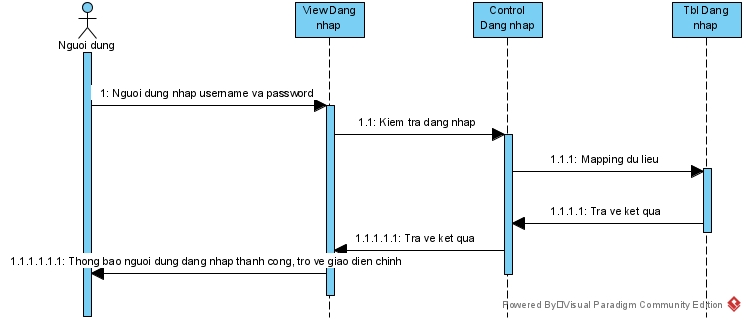 Nguoi dung
View Dang
nhap
Control
Dang nhap
Tbl Dang
nhap
1: Nguoi dung nhap username va password
1.1: Kiem tra dang nhap
1.1.1: Mapping du lieu
1.1.1.1: Tra ve ket qua
1.1.1.1.1: Tra ve ket qua
1.1.1.1.1.1: Thong bao nguoi dung dang nhap thanh cong, tro ve giao dien chinh
Powered By□Visual Paradigm Community Edition